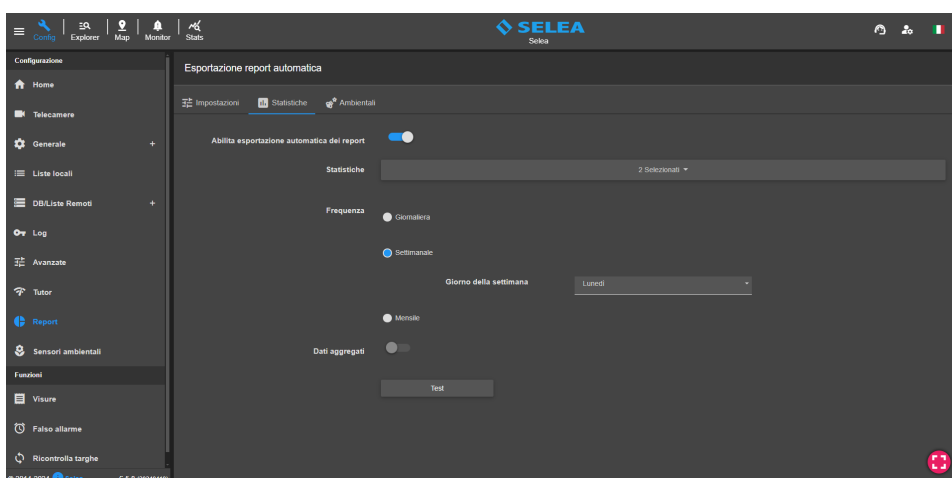 Config
Explorer
Map
Monitor
Stats
SELEA
Selea
Configurazione
Home
Telecamere
Generale +
Liste locali
DB/Liste Remoti +
Log
Avanzate
Tutor
Report
Sensori ambientali
Funzioni
Visure
Falso allarme
Ricontrolla targhe
Esportazione report automatica
Impostazioni
Statistiche
Ambientali
Abilita esportazione automatica dei report
Statistiche
2 Selezionati
Frequenza
Giornaliera
Settimanale
Giorno della settimana
Lunedì
Mensile
Dati aggregati
Test